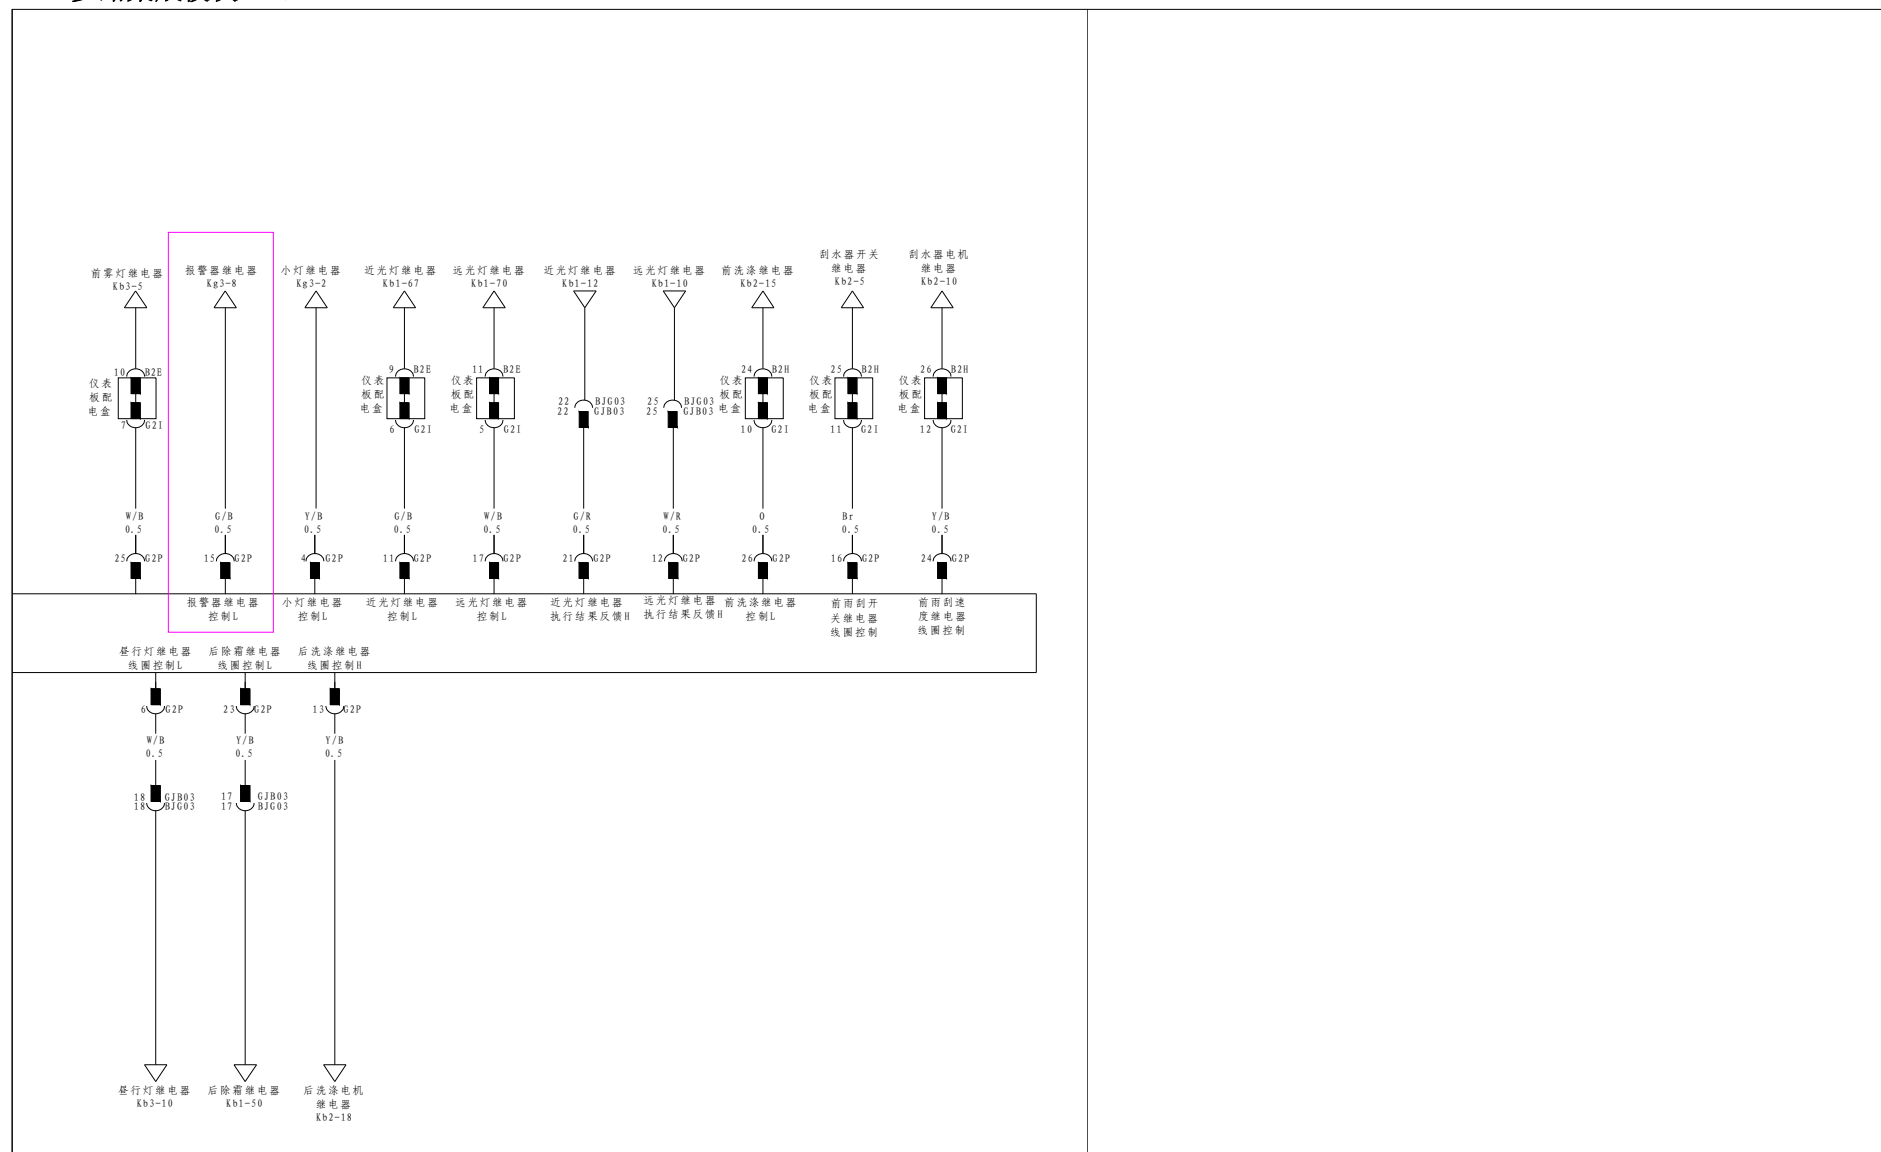 前雾灯继电器
Kb3-5
报警器继电器
Kg3-8
小灯继电器
Kg3-2
近光灯继电器
Kb1-67
远光灯继电器
Kb1-70
近光灯继电器
Kb1-12
远光灯继电器
Kb1-10
前洗涤继电器
Kb2-15
刮水器开关
继电器
Kb2-5
刮水器电机
继电器
Kb2-10
10 B2E
仪表
板配
电盒
7 G2I
9 B2E
仪表
板配
电盒
6 G2I
11 B2E
仪表
板配
电盒
5 G2I
22 BJG03
22 GJB03
25 BJG03
25 GJB03
24 B2H
仪表
板配
电盒
10 G2I
25 B2H
仪表
板配
电盒
11 G2I
26 B2H
仪表
板配
电盒
12 G2I
W/B
0.5
25 G2P
G/B
0.5
15 G2P
Y/B
0.5
4 G2P
G/B
0.5
11 G2P
W/B
0.5
17 G2P
G/R
0.5
21 G2P
W/R
0.5
12 G2P
O
0.5
26 G2P
Br
0.5
16 G2P
Y/B
0.5
24 G2P
报警器继电器
控制L
小灯继电器
控制L
近光灯继电器
控制L
远光灯继电器
控制L
近光灯继电器
执行结果反馈H
远光灯继电器
执行结果反馈H
前洗涤继电器
控制L
前雨刮开
关继电器
线圈控制
前雨刮速
度继电器
线圈控制
昼行灯继电器
线圈控制L
后除霜继电器
线圈控制L
后洗涤继电器
线圈控制H
6 G2P
W/B
0.5
18 GJB03
18 BJG03
23 G2P
Y/B
0.5
17 GJB03
17 BJG03
13 G2P
Y/B
0.5
昼行灯继电器
Kb3-10
后除霜继电器
Kb1-50
后洗涤电机
继电器
Kb2-18